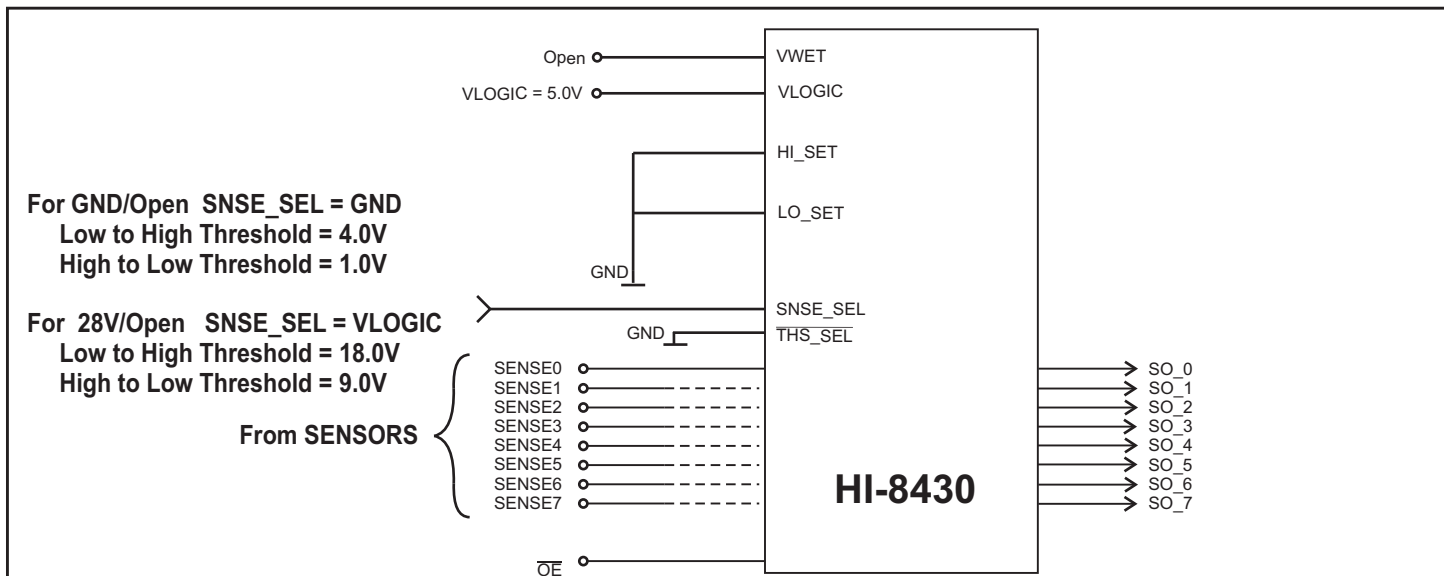 Open
VWET
VLOGIC = 5.0V
VLOGIC
HI_SET
LO_SET
GND
For GND/Open SNSE_SEL = GND
Low to High Threshold = 4.0V
High to Low Threshold = 1.0V
For 28V/Open SNSE_SEL = VLOGIC
Low to High Threshold = 18.0V
High to Low Threshold = 9.0V
From SENSORS
SNSE_SEL
GND
THS_SEL
SENSE0
SENSE1
SENSE2
SENSE3
SENSE4
SENSE5
SENSE6
SENSE7
OE
HI-8430
SO_0
SO_1
SO_2
SO_3
SO_4
SO_5
SO_6
SO_7